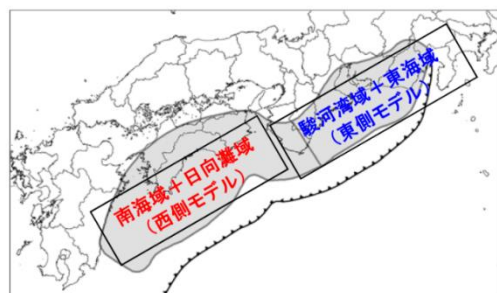 駿河湾域＋東海域
（東側モデル）
南海域＋日向灘域
（西側モデル）